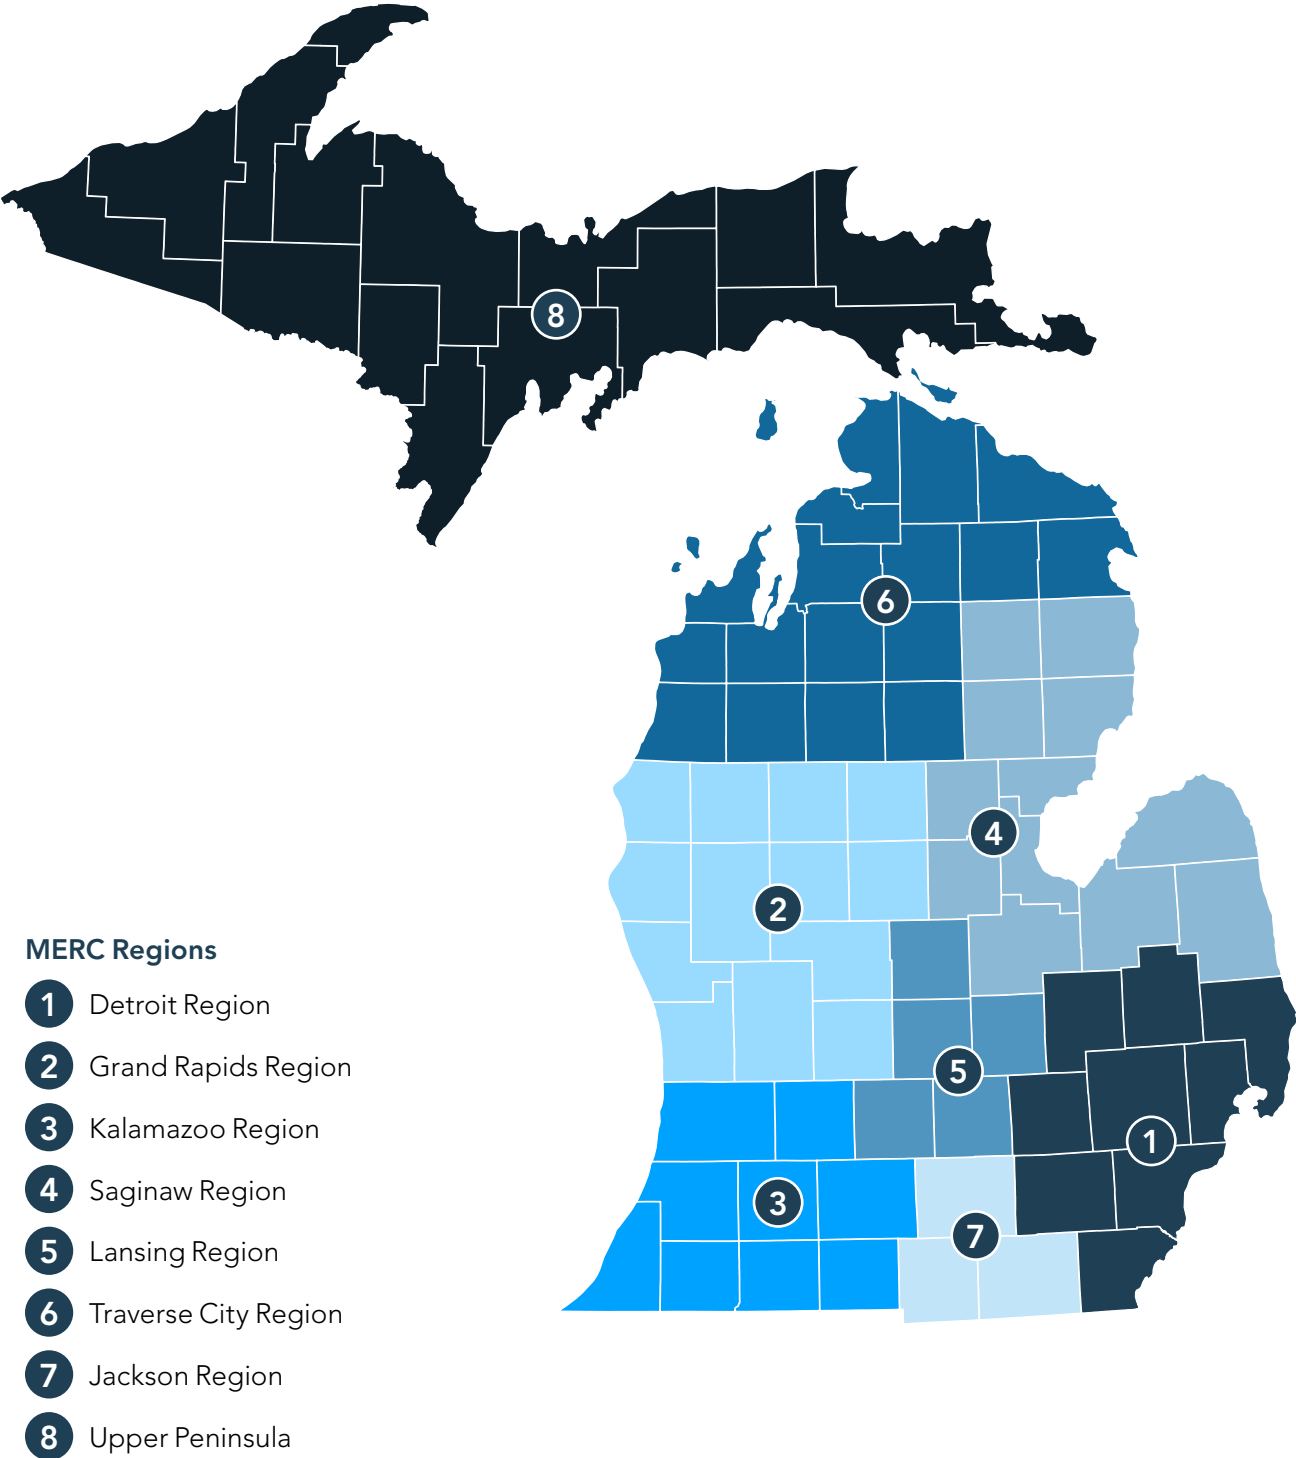 8
6
4
2
5
1
3
7
MERC Regions
1 Detroit Region
2 Grand Rapids Region
3 Kalamazoo Region
4 Saginaw Region
5 Lansing Region
6 Traverse City Region
7 Jackson Region
8 Upper Peninsula